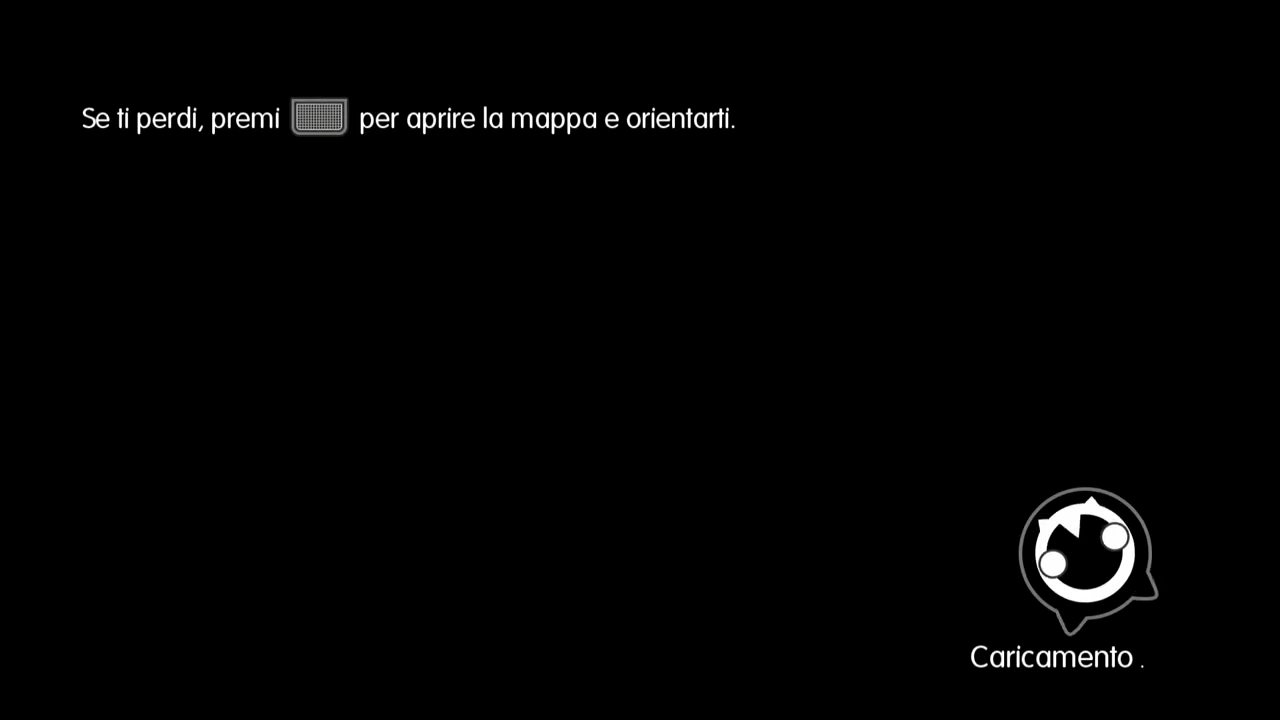 Se ti perdi, premi per aprire la mappa e orientarti.
Caricamento .